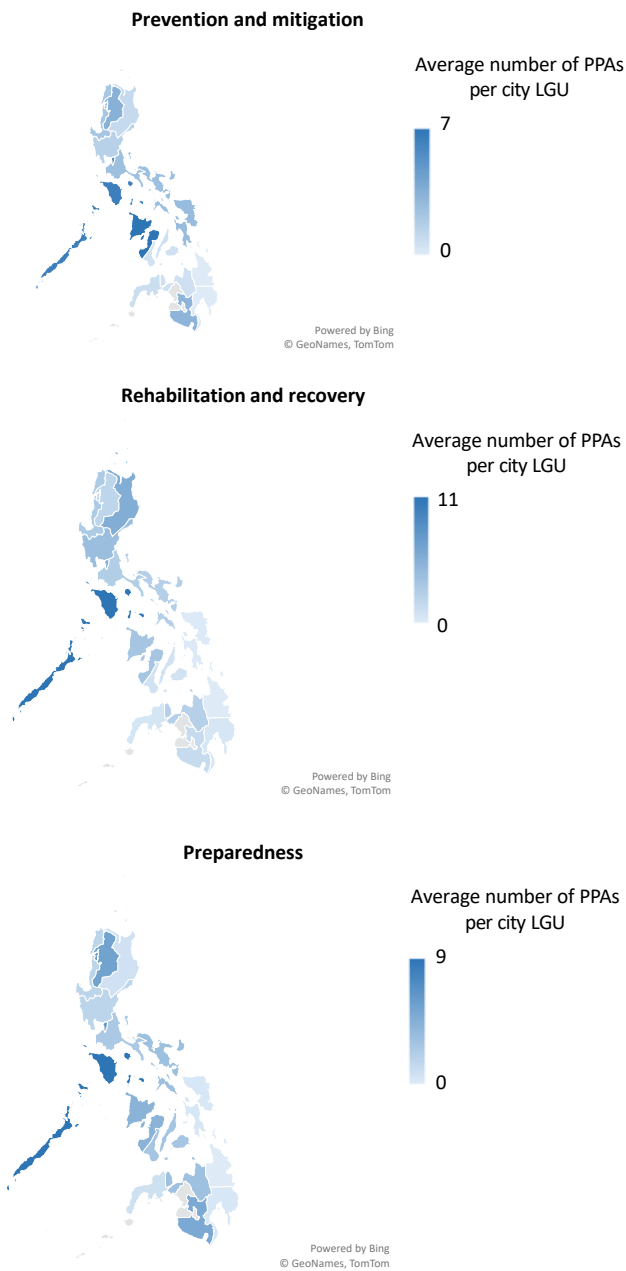 Prevention and mitigation
Average number of PPAs
per city LGU
7
0
Powered by Bing
© GeoNames, TomTom
Rehabilitation and recovery
Average number of PPAs
per city LGU
11
0
Powered by Bing
© GeoNames, TomTom
Preparedness
Average number of PPAs
per city LGU
9
0
Powered by Bing
© GeoNames, TomTom